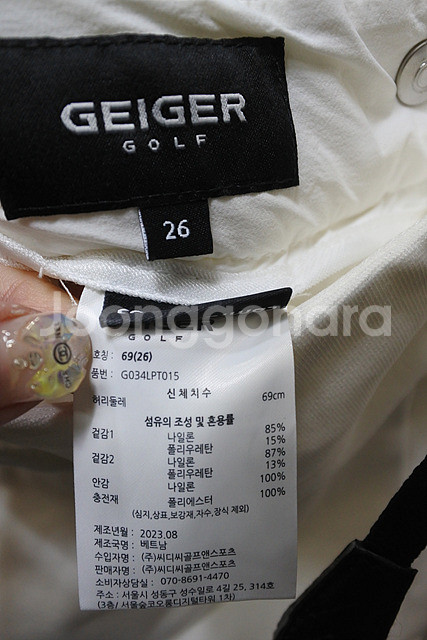 GEIGER
GOLF
26
Joonggonara
GOLF
호칭 : 69(26)
품번 : G034LPT015
신체치수
허리둘레 69cm
섬유의 조성 및 혼용률
겉감1 나일론 85%
폴리우레탄 15%
겉감2 나일론 87%
폴리우레탄 13%
안감 나일론 100%
충전재 폴리에스터 100%
(심지,상표,보강재,자수,장식 제외)
제조년월 : 2023.08
제조국명 : 베트남
수입자명 : (주)씨디씨골프앤스포츠
판매자명 : (주)씨디씨골프앤스포츠
소비자상담실 : 070-8691-4470
주소 : 서울시 성동구 성수일로 4길 25, 314호
(3층/ 서울숲코오롱디지털타워 1차)